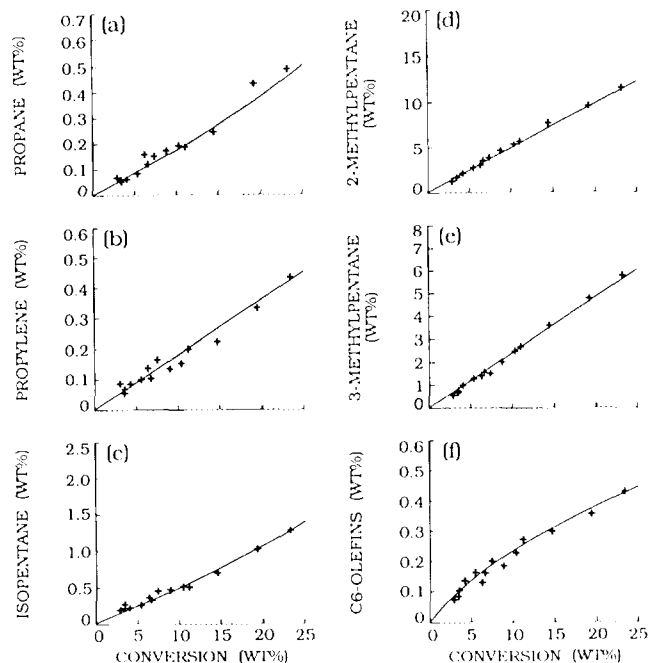 (a)
PROPANE (WT%)
0.7
0.6
0.5
0.4
0.3
0.2
0.1
0
(b)
PROPYLENE (WT%)
0.6
0.5
0.4
0.3
0.2
0.1
0
(c)
ISOPENTANE (WT%)
2.5
2.0
1.5
1.0
0.5
0
0 5 10 15 20 25
CONVERSION (WT%)
(d)
2-METHYLPENTANE
(WT%)
20
15
10
5
0
(e)
3-METHYLPENTANE
(WT%)
8
7
6
5
4
3
2
1
0
(f)
C6-OLEFINS (WT%)
0.6
0.5
0.4
0.3
0.2
0.1
0
0 5 10 15 20 25
CONVERSION (WT%)